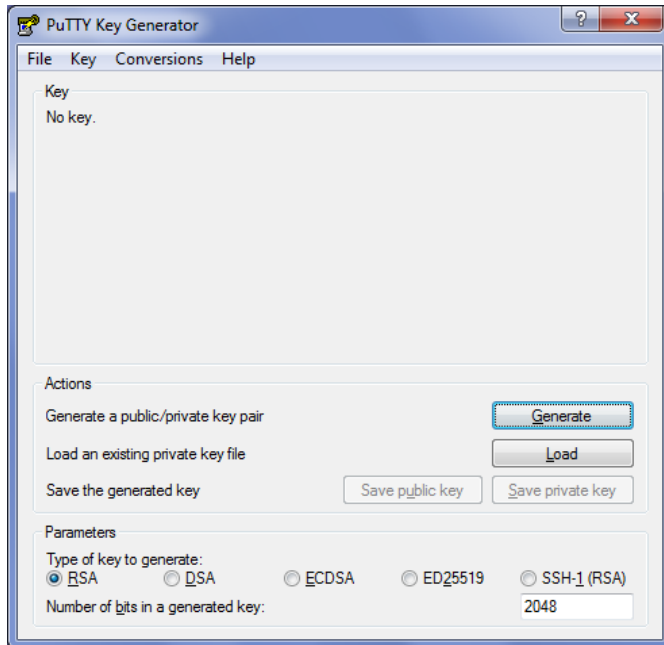 PuTTY Key Generator
?
X
File Key Conversions Help
Key
No key.
Actions
Generate a public/private key pair
Generate
Load an existing private key file
Load
Save the generated key
Save public key
Save private key
Parameters
Type of key to generate:
RSA DSA ECDSA ED25519 SSH-1 (RSA)
Number of bits in a generated key:
2048